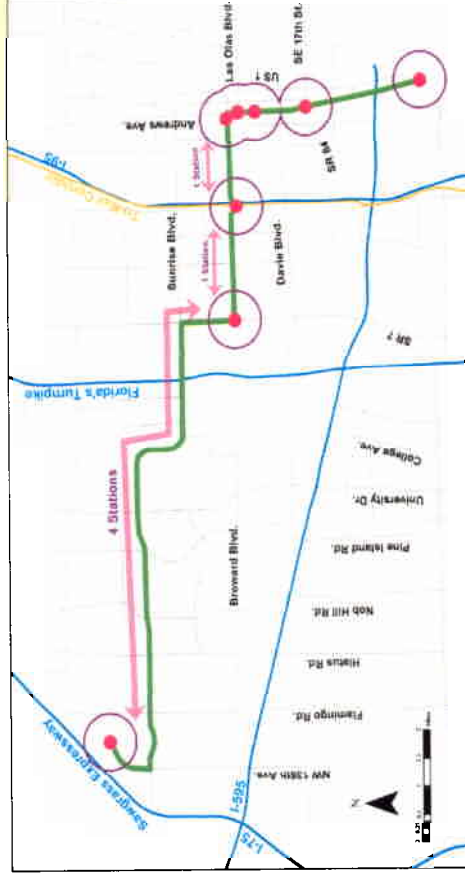 Sawgrass Expressway
4 Stations
Florida's Turnpike
Sunrise Blvd.
I-95
1 Station
1 Station
Andrews Ave.
Las Olas Blvd.
US 1
SE 17th St.
SR 84
Davie Blvd.
Broward Blvd.
SR 7
College Ave.
University Dr.
Pine Island Rd.
Nob Hill Rd.
Hiatus Rd.
Flamingo Rd.
NW 136th Ave.
I-595
I-75